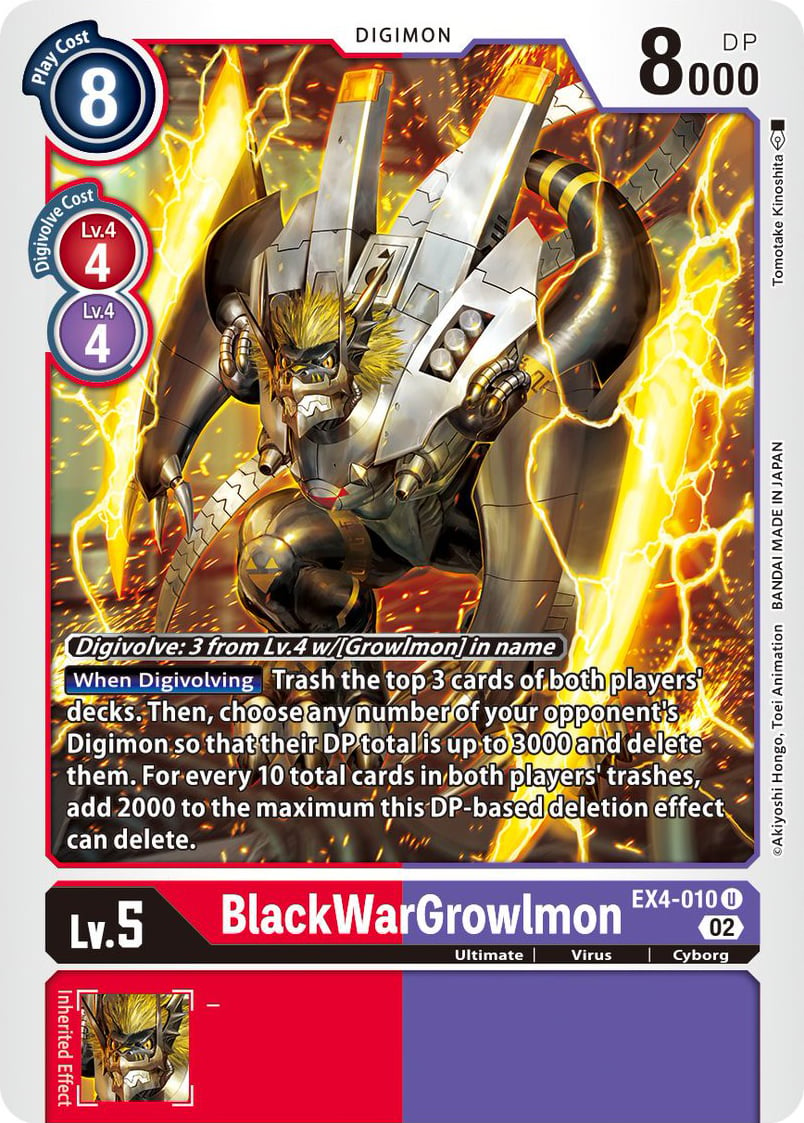 DIGIMON
Play Cost
8
DP
8000
Digivolve Cost
Lv.4
4
Lv.4
4
Tomotake Kinoshita
©Akiyoshi Hongo, Toei Animation BANDAI MADE IN JAPAN
Digivolve: 3 from Lv.4 w/[Growlmon] in name
When Digivolving Trash the top 3 cards of both players'
decks. Then, choose any number of your opponent's
Digimon so that their DP total is up to 3000 and delete
them. For every 10 total cards in both players' trashes,
add 2000 to the maximum this DP-based deletion effect
can delete.
Lv.5
BlackWarGrowlmon
EX4-010 U
02
Ultimate | Virus | Cyborg
Inherited Effect
–